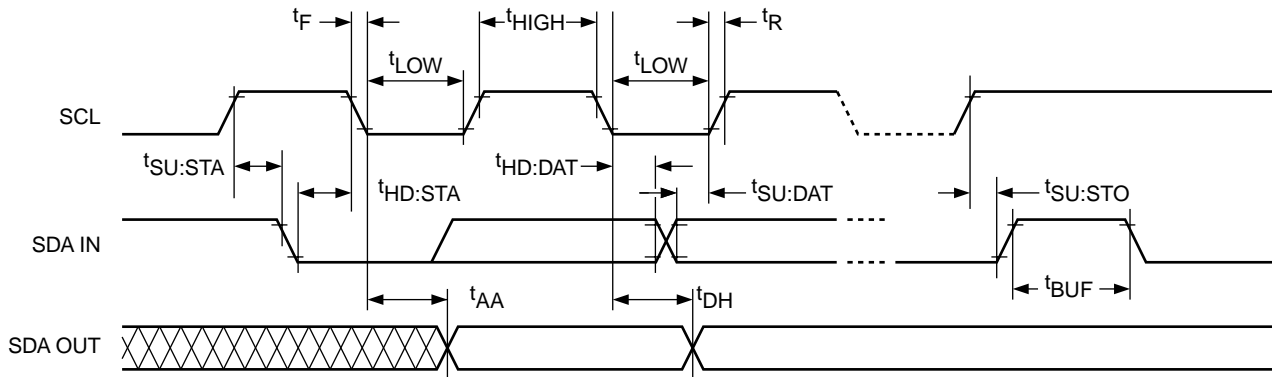 tF
tHIGH
tR
tLOW
tLOW
SCL
tSU:STA
tHD:STA
tHD:DAT
tSU:DAT
tSU:STO
SDA IN
tBUF
tAA
tDH
SDA OUT